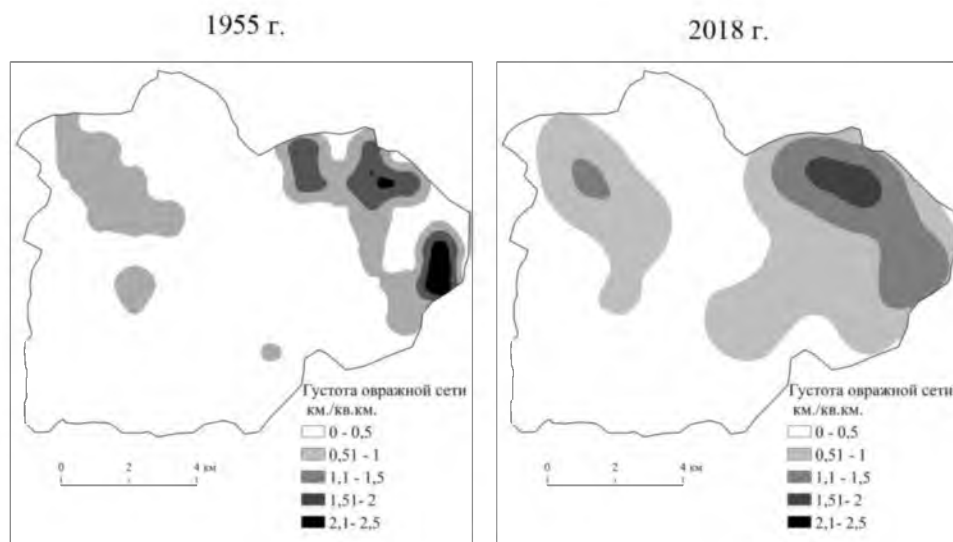 1955 г.
2018 г.
Густота овражной сети
км./кв.км.
0 - 0,5
0,51 - 1
1,1 - 1,5
1,51- 2
2,1- 2,5
0 2 4 км
Густота овражной сети
км./кв.км.
0 - 0,5
0,51 - 1
1,1 - 1,5
1,51- 2
2,1- 2,5
0 2 4 км